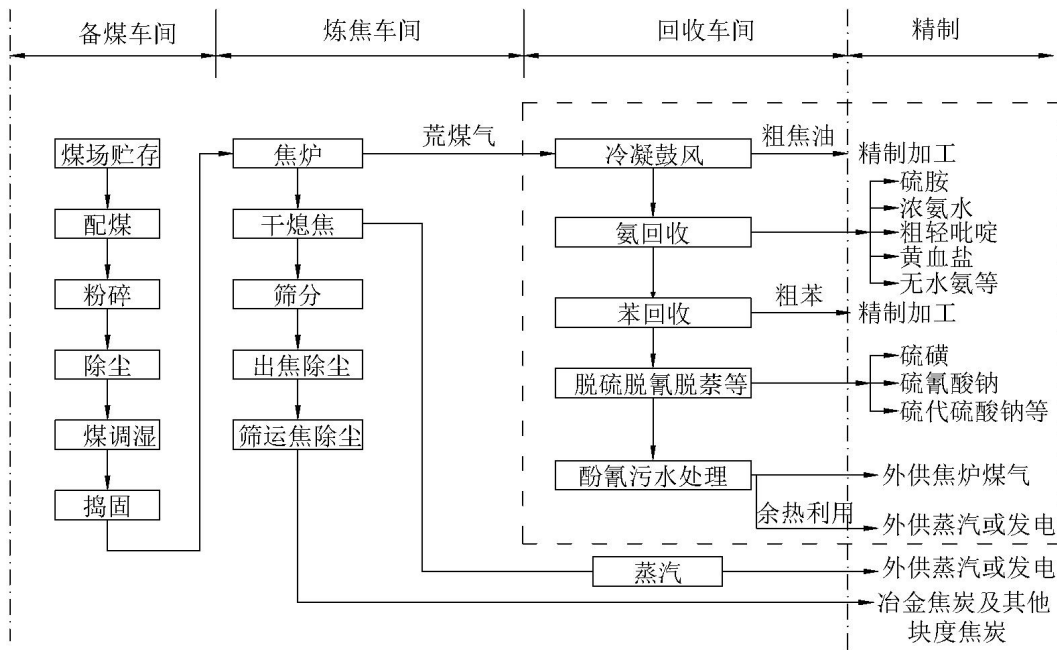 备煤车间
炼焦车间
回收车间
精制
煤场贮存
配煤
粉碎
除尘
煤调湿
捣固
焦炉
干熄焦
筛分
出焦除尘
筛运焦除尘
荒煤气
冷凝鼓风
氨回收
苯回收
脱硫脱氰脱萘等
酚氰污水处理
余热利用
蒸汽
粗焦油
精制加工
硫胺
浓氨水
粗轻吡啶
黄血盐
无水氨等
粗苯
精制加工
硫磺
硫氰酸钠
硫代硫酸钠等
外供焦炉煤气
外供蒸汽或发电
外供蒸汽或发电
冶金焦炭及其他
块度焦炭